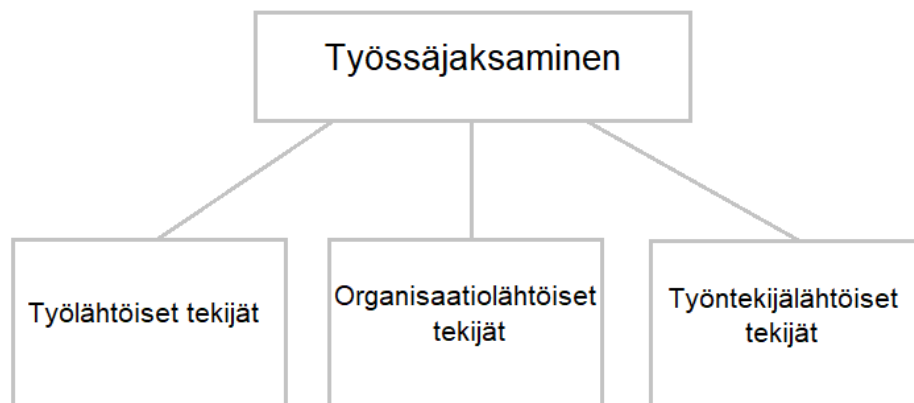 Työssäjaksaminen
Työlähtöiset tekijät
Organisaatiolähtöiset
tekijät
Työntekijälähtöiset
tekijät